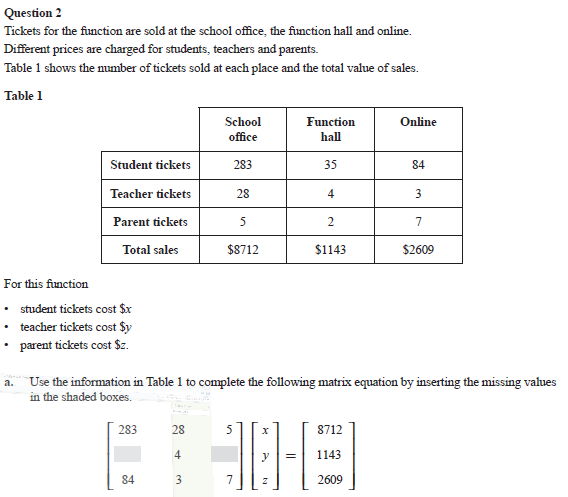 Question 2
Tickets for the function are sold at the school office, the function hall and online.
Different prices are charged for students, teachers and parents.
Table 1 shows the number of tickets sold at each place and the total value of sales.
Table 1
School office Function hall Online
Student tickets 283 35 84
Teacher tickets 28 4 3
Parent tickets 5 2 7
Total sales $8712 $1143 $2609
For this function
• student tickets cost $x
• teacher tickets cost $y
• parent tickets cost $z.
a. Use the information in Table 1 to complete the following matrix equation by inserting the missing values
in the shaded boxes.
283 28 5 x 8712
4 y = 1143
84 3 7 z 2609